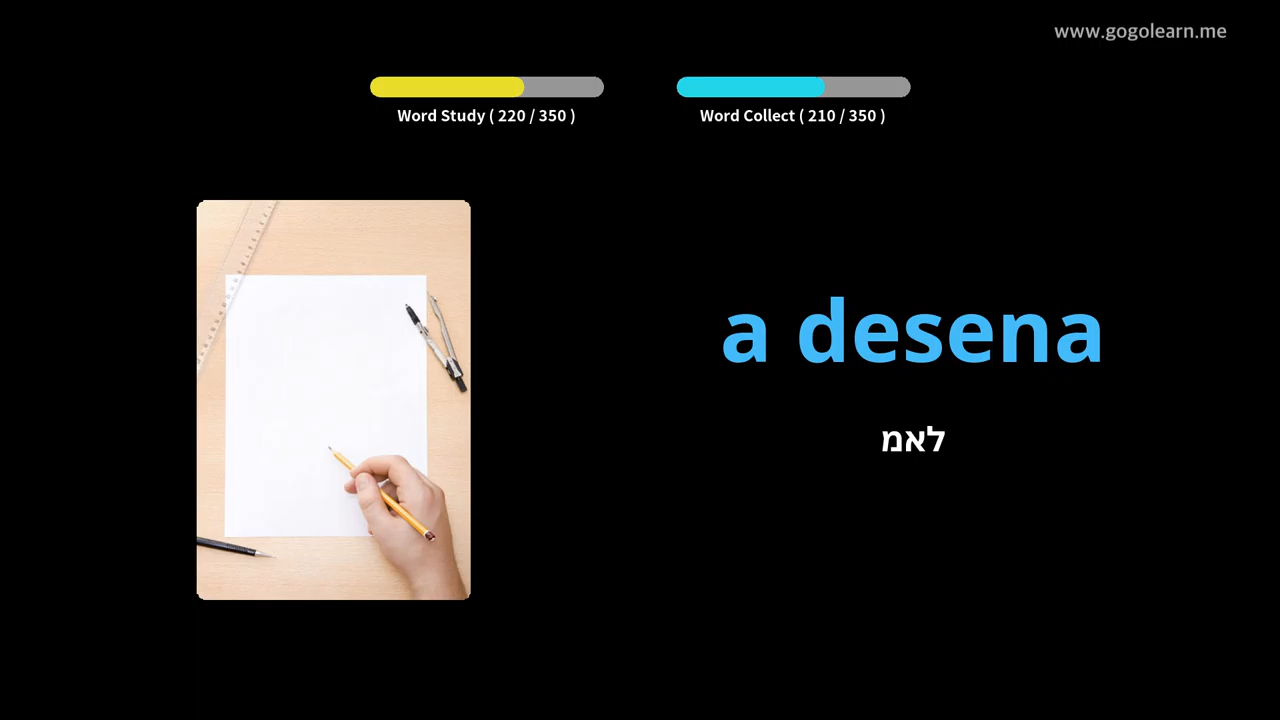 www.gogolearn.me
Word Study ( 220 / 350 )
Word Collect ( 210 / 350 )
a desena
לאמ